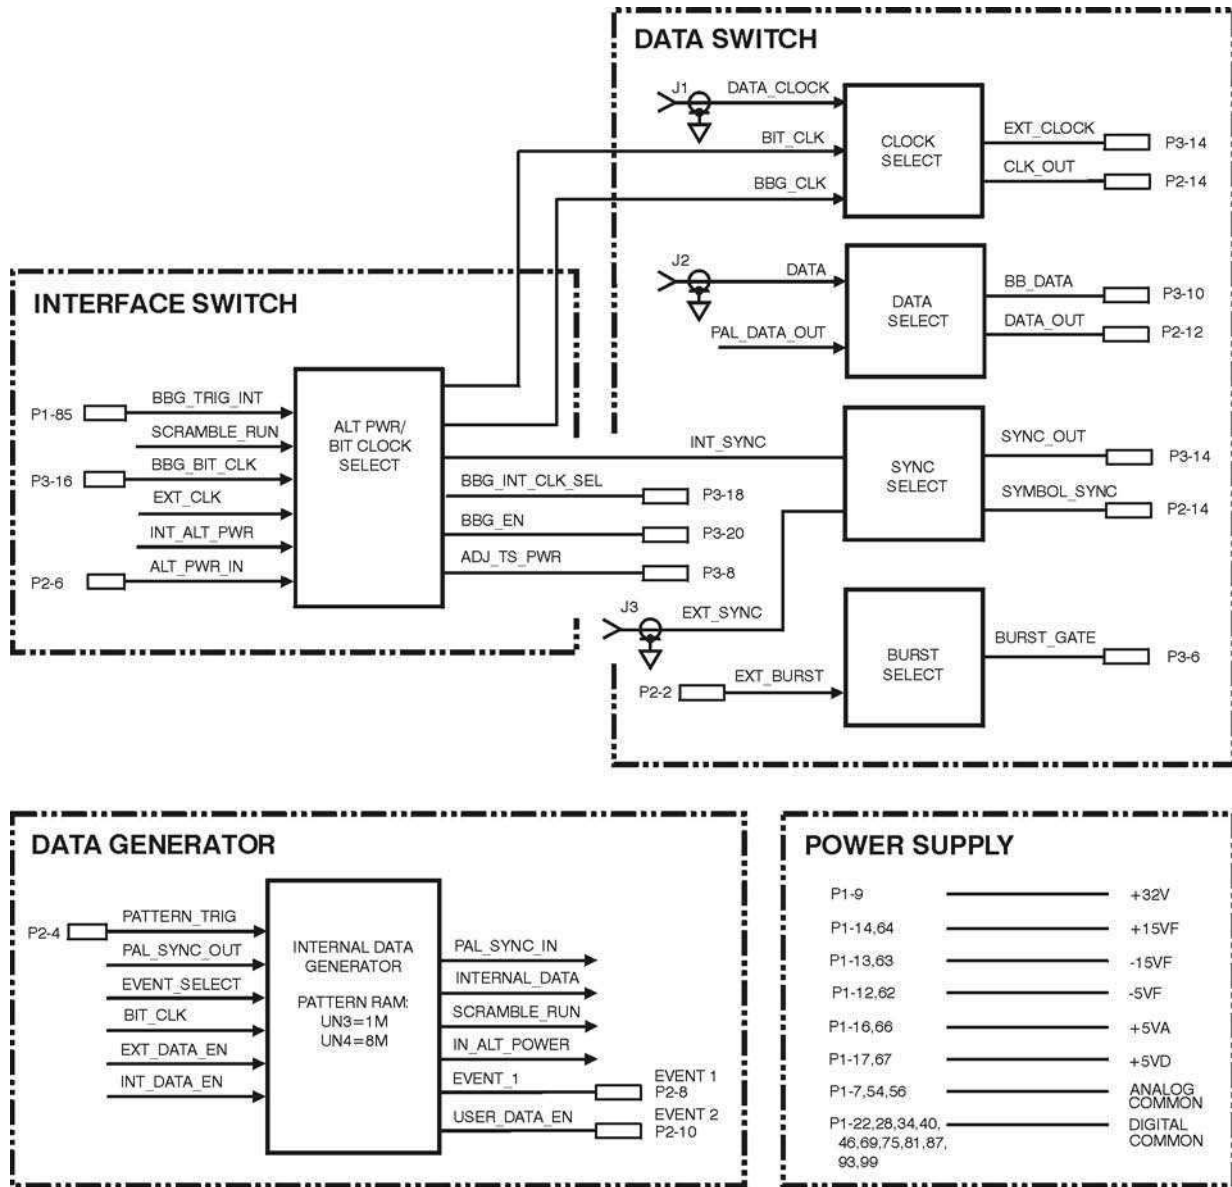 DATA SWITCH
J1
DATA_CLOCK
BIT_CLK
BBG_CLK
CLOCK
SELECT
EXT_CLOCK
P3-14
CLK_OUT
P2-14
J2
DATA
PAL_DATA_OUT
DATA
SELECT
BB_DATA
P3-10
DATA_OUT
P2-12
INTERFACE SWITCH
P1-85
BBG_TRIG_INT
SCRAMBLE_RUN
P3-16
BBG_BIT_CLK
EXT_CLK
INT_ALT_PWR
P2-6
ALT_PWR_IN
ALT PWR/
BIT CLOCK
SELECT
INT_SYNC
BBG_INT_CLK_SEL
P3-18
BBG_EN
P3-20
ADJ_TS_PWR
P3-8
SYNC
SELECT
SYNC_OUT
P3-14
SYMBOL_SYNC
P2-14
J3
EXT_SYNC
P2-2
EXT_BURST
BURST
SELECT
BURST_GATE
P3-6
DATA GENERATOR
P2-4
PATTERN_TRIG
PAL_SYNC_OUT
EVENT_SELECT
BIT_CLK
EXT_DATA_EN
INT_DATA_EN
INTERNAL DATA
GENERATOR
PATTERN RAM:
UN3=1M
UN4=8M
PAL_SYNC_IN
INTERNAL_DATA
SCRAMBLE_RUN
IN_ALT_POWER
EVENT_1
EVENT 1
P2-8
USER_DATA_EN
EVENT 2
P2-10
POWER SUPPLY
P1-9 +32V
P1-14,64 +15VF
P1-13,63 -15VF
P1-12,62 -5VF
P1-16,66 +5VA
P1-17,67 +5VD
P1-7,54,56 ANALOG
COMMON
P1-22,28,34,40, DIGITAL
46,69,75,81,87, COMMON
93,99